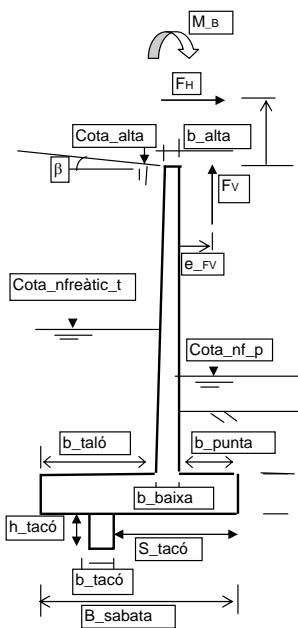 M_B
FH
Cota_alta
b_alta
β
FV
e_FV
Cota_nfreàtic_t
Cota_nf_p
b_taló
b_punta
b_baixa
h_tacó
S_tacó
b_tacó
B_sabata